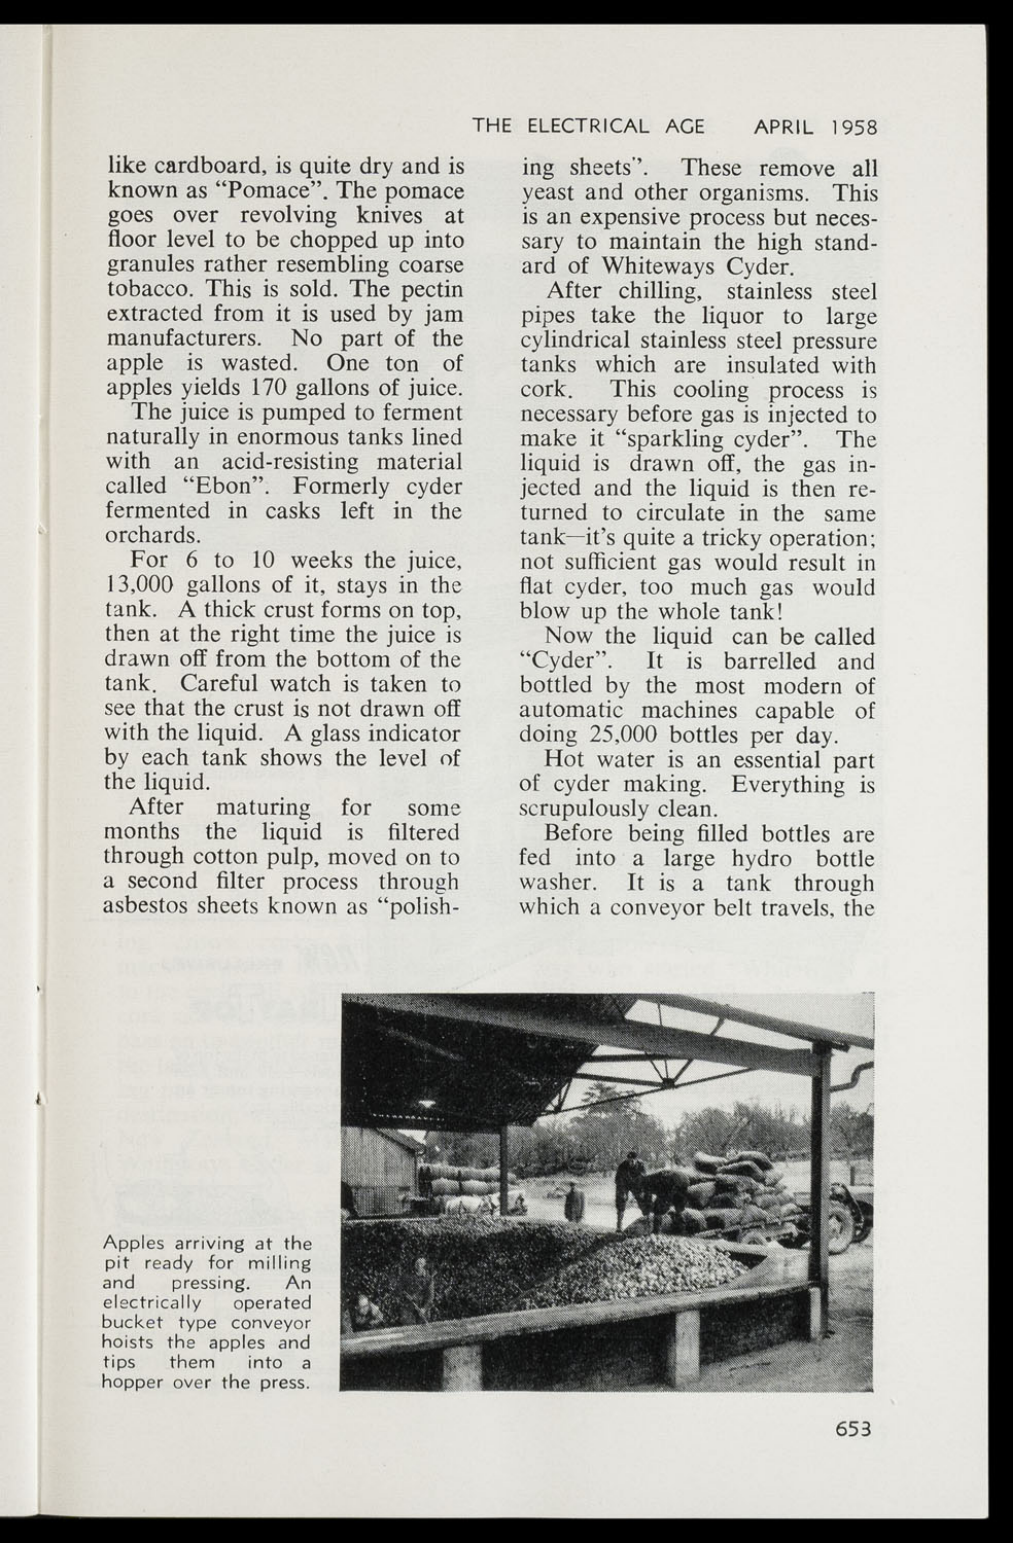 THE ELECTRICAL AGE APRIL 1958
like cardboard, is quite dry and is
known as “Pomace”. The pomace
goes over revolving knives at
floor level to be chopped up into
granules rather resembling coarse
tobacco. This is sold. The pectin
extracted from it is used by jam
manufacturers. No part of the
apple is wasted. One ton of
apples yields 170 gallons of juice.
The juice is pumped to ferment
naturally in enormous tanks lined
with an acid-resisting material
called “Ebon”. Formerly cyder
fermented in casks left in the
orchards.
For 6 to 10 weeks the juice,
13,000 gallons of it, stays in the
tank. A thick crust forms on top,
then at the right time the juice is
drawn off from the bottom of the
tank. Careful watch is taken to
see that the crust is not drawn off
with the liquid. A glass indicator
by each tank shows the level of
the liquid.
After maturing for some
months the liquid is filtered
through cotton pulp, moved on to
a second filter process through
asbestos sheets known as “polish-
ing sheets”. These remove all
yeast and other organisms. This
is an expensive process but neces-
sary to maintain the high stand-
ard of Whiteways Cyder.
After chilling, stainless steel
pipes take the liquor to large
cylindrical stainless steel pressure
tanks which are insulated with
cork. This cooling process is
necessary before gas is injected to
make it “sparkling cyder”. The
liquid is drawn off, the gas in-
jected and the liquid is then re-
turned to circulate in the same
tank—it’s quite a tricky operation;
not sufficient gas would result in
flat cyder, too much gas would
blow up the whole tank!
Now the liquid can be called
“Cyder”. It is barrelled and
bottled by the most modern of
automatic machines capable of
doing 25,000 bottles per day.
Hot water is an essential part
of cyder making. Everything is
scrupulously clean.
Before being filled bottles are
fed into a large hydro bottle
washer. It is a tank through
which a conveyor belt travels, the
Apples arriving at the
pit ready for milling
and pressing. An
electrically operated
bucket type conveyor
hoists the apples and
tips them into a
hopper over the press.
653